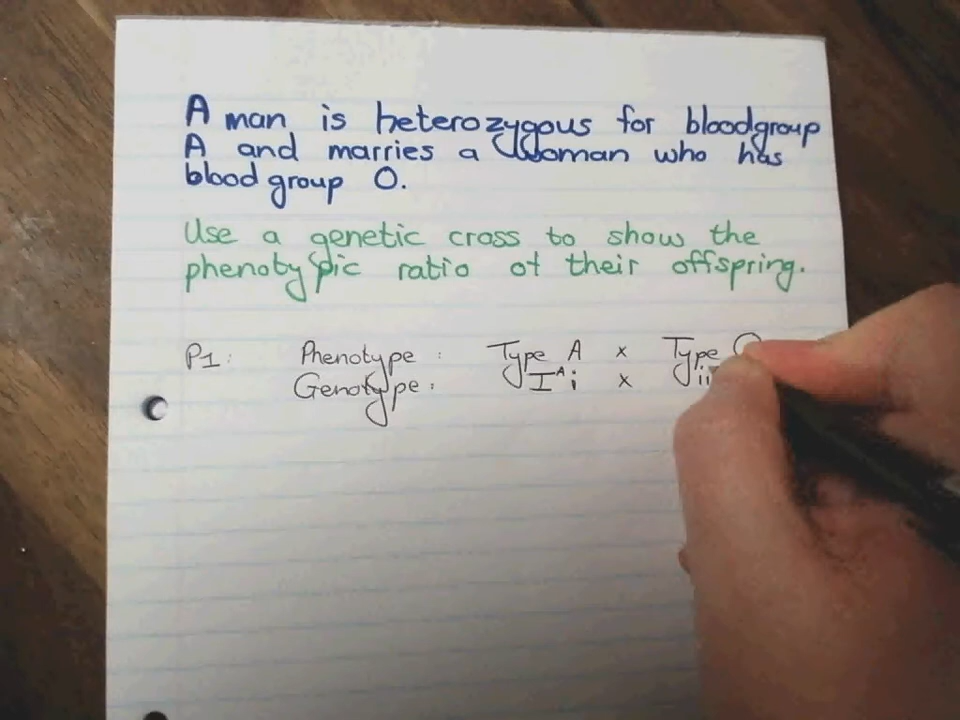 A man is heterozygous for bloodgroup
A and marries a woman who has
blood group O.
Use a genetic cross to show the
phenotypic ratio of their offspring.
P1: Phenotype : Type A x Type O
Genotype : I^A i x ii